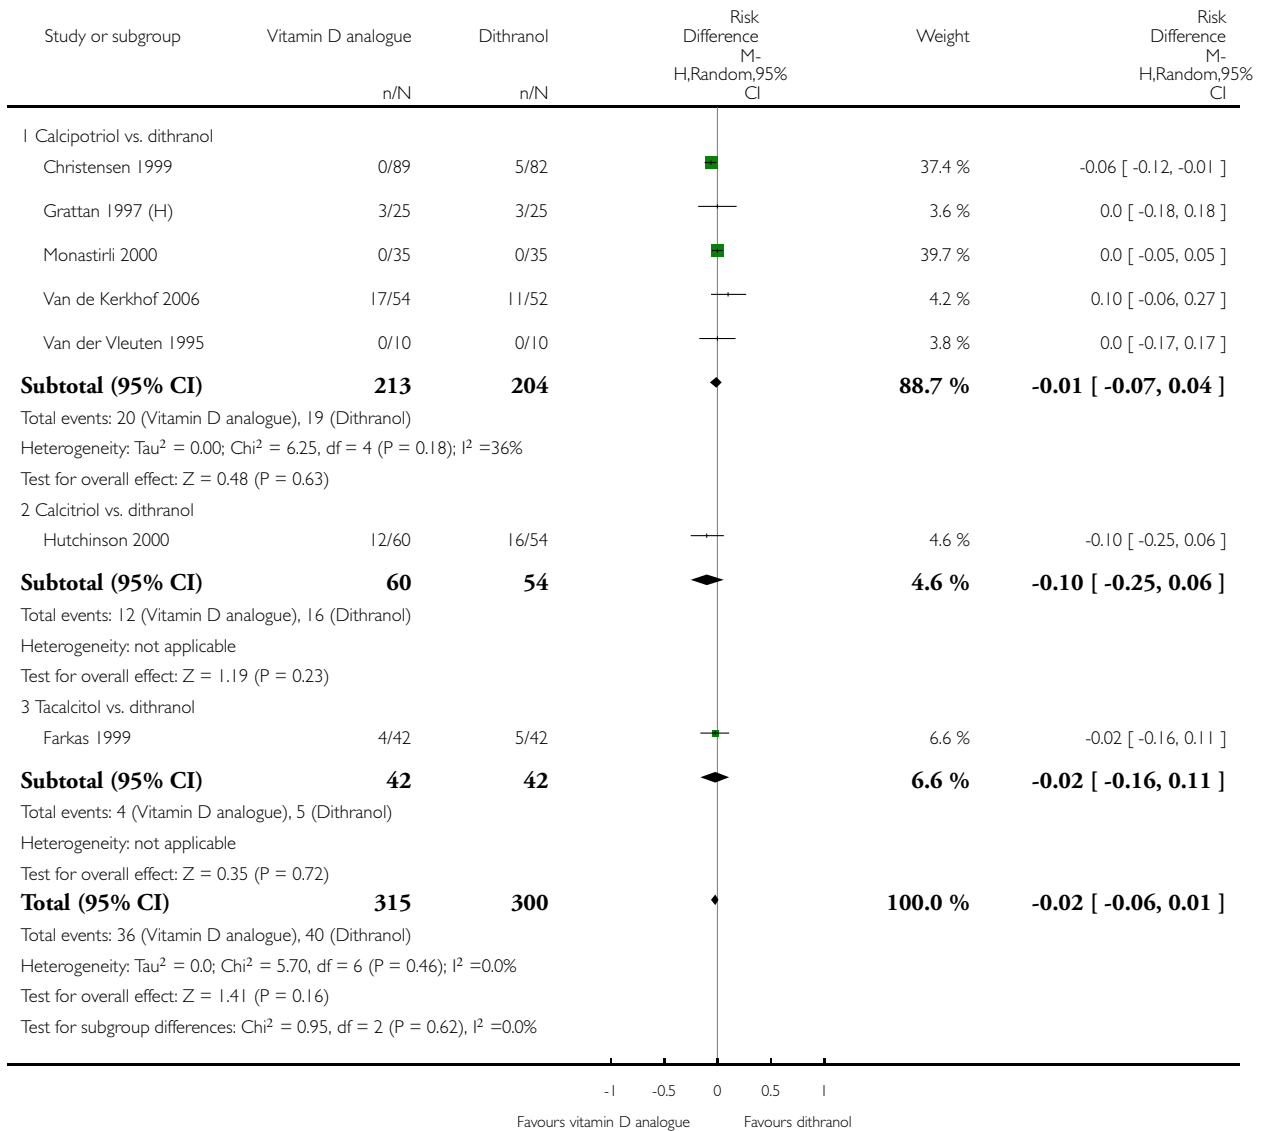 Risk Risk
Study or subgroup Vitamin D analogue Dithranol Difference Weight Difference
M- M-
H,Random,95% H,Random,95%
n/N n/N CI CI
1 Calcipotriol vs. dithranol
Christensen 1999 0/89 5/82 37.4 % -0.06 [ -0.12, -0.01 ]
Grattan 1997 (H) 3/25 3/25 3.6 % 0.0 [ -0.18, 0.18 ]
Monastirli 2000 0/35 0/35 39.7 % 0.0 [ -0.05, 0.05 ]
Van de Kerkhof 2006 17/54 11/52 4.2 % 0.10 [ -0.06, 0.27 ]
Van der Vleuten 1995 0/10 0/10 3.8 % 0.0 [ -0.17, 0.17 ]
Subtotal (95% CI) 213 204 88.7 % -0.01 [ -0.07, 0.04 ]
Total events: 20 (Vitamin D analogue), 19 (Dithranol)
Heterogeneity: Tau² = 0.00; Chi² = 6.25, df = 4 (P = 0.18); I² =36%
Test for overall effect: Z = 0.48 (P = 0.63)
2 Calcitriol vs. dithranol
Hutchinson 2000 12/60 16/54 4.6 % -0.10 [ -0.25, 0.06 ]
Subtotal (95% CI) 60 54 4.6 % -0.10 [ -0.25, 0.06 ]
Total events: 12 (Vitamin D analogue), 16 (Dithranol)
Heterogeneity: not applicable
Test for overall effect: Z = 1.19 (P = 0.23)
3 Tacalcitol vs. dithranol
Farkas 1999 4/42 5/42 6.6 % -0.02 [ -0.16, 0.11 ]
Subtotal (95% CI) 42 42 6.6 % -0.02 [ -0.16, 0.11 ]
Total events: 4 (Vitamin D analogue), 5 (Dithranol)
Heterogeneity: not applicable
Test for overall effect: Z = 0.35 (P = 0.72)
Total (95% CI) 315 300 100.0 % -0.02 [ -0.06, 0.01 ]
Total events: 36 (Vitamin D analogue), 40 (Dithranol)
Heterogeneity: Tau² = 0.0; Chi² = 5.70, df = 6 (P = 0.46); I² =0.0%
Test for overall effect: Z = 1.41 (P = 0.16)
Test for subgroup differences: Chi² = 0.95, df = 2 (P = 0.62), I² =0.0%
-1 -0.5 0 0.5 1
Favours vitamin D analogue Favours dithranol